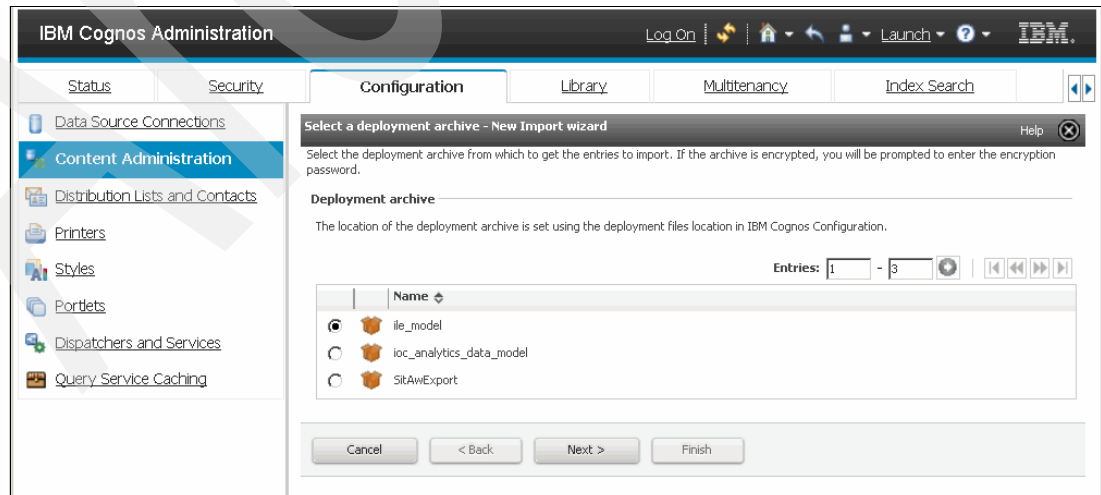 IBM Cognos Administration
Log On
Launch
IBM.
Status
Security
Configuration
Library
Multitenancy
Index Search
Data Source Connections
Content Administration
Distribution Lists and Contacts
Printers
Styles
Portlets
Dispatchers and Services
Query Service Caching
Select a deployment archive - New Import wizard
Help
Select the deployment archive from which to get the entries to import. If the archive is encrypted, you will be prompted to enter the encryption
password.
Deployment archive
The location of the deployment archive is set using the deployment files location in IBM Cognos Configuration.
Entries: 1 - 3
Name
ile_model
ioc_analytics_data_model
SitAwExport
Cancel
< Back
Next >
Finish